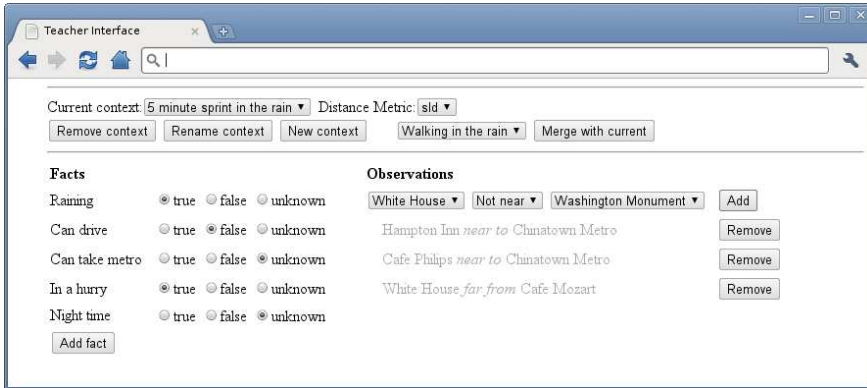 Teacher Interface
Current context: 5 minute sprint in the rain Distance Metric: sld
Remove context Rename context New context Walking in the rain Merge with current
Facts Observations
Raining true false unknown White House Not near Washington Monument Add
Can drive true false unknown Hampton Inn near to Chinatown Metro Remove
Can take metro true false unknown Cafe Philips near to Chinatown Metro Remove
In a hurry true false unknown White House far from Cafe Mozart Remove
Night time true false unknown
Add fact